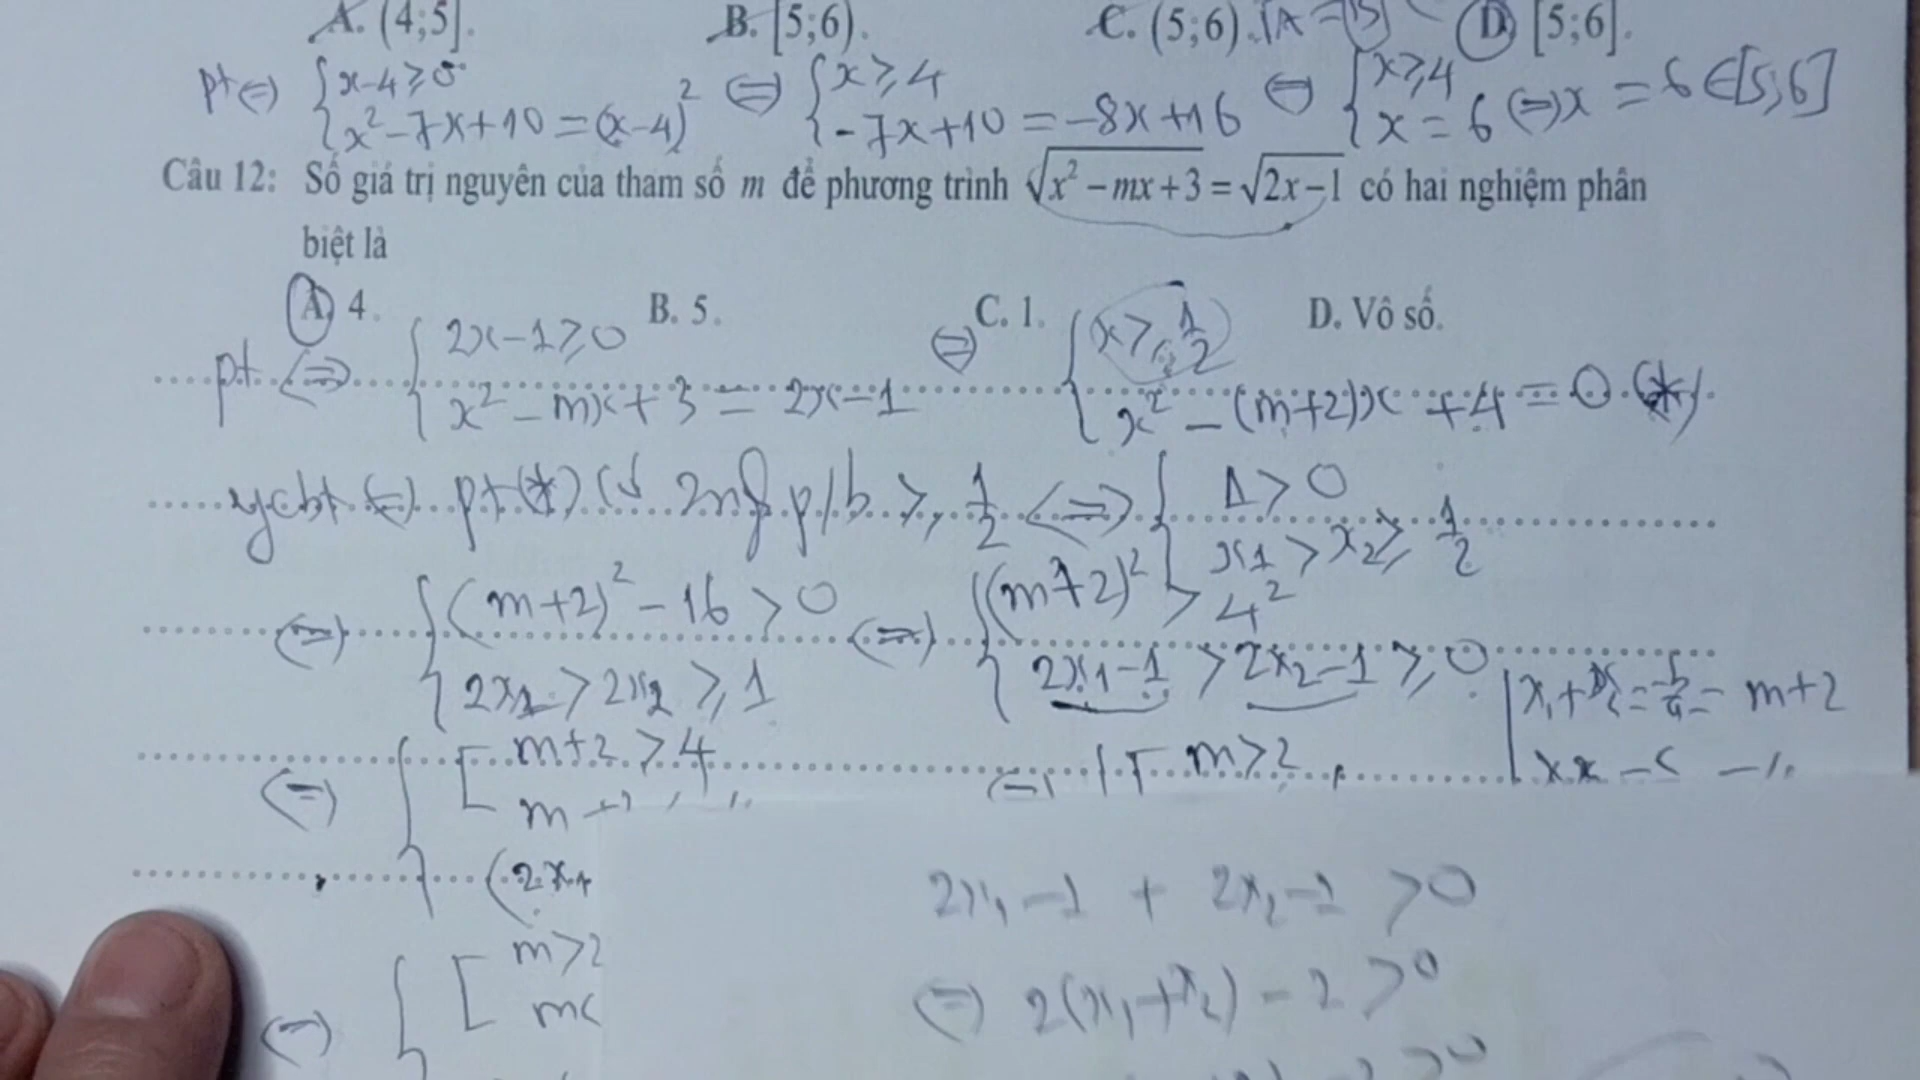 A. (4;5]. B. [5;6). C. (5;6). D. [5;6].
pt ⇔ { x-4 ≥ 0 ⇔ { x ≥ 4 ⇔ { x ≥ 4
x² - 7x + 10 = (x-4)² - 7x + 10 = -8x + 16 x = 6 ⇔ x = 6 ∈ [5;6]
Câu 12: Số giá trị nguyên của tham số m để phương trình √(x² - mx + 3) = √(2x - 1) có hai nghiệm phân
biệt là
A. 4. B. 5. C. 1. D. Vô số.
pt ⇔ { 2x - 1 ≥ 0 ⇔ { x ≥ 1/2
x² - mx + 3 = 2x - 1 x² - (m+2)x + 4 = 0 (*)
ycbt ⇔ pt(*) có 2 ng p/b ≥ 1/2 ⇔ { Δ > 0
x₁ > x₂ ≥ 1/2
⇔ { (m+2)² - 16 > 0 ⇔ { (m+2)² > 4²
2x₁ > 2x₂ ≥ 1 2x₁ - 1 > 2x₂ - 1 ≥ 0
x₁ + x₂ = -b/a = m + 2
⇔ { [ m+2 > 4 ⇔ { [ m > 2
m
(2x₁
2x₁ - 1 + 2x₂ - 1 > 0
⇔ { [ m > 2
m <
⇔ 2(x₁ + x₂) - 2 > 0
> 0